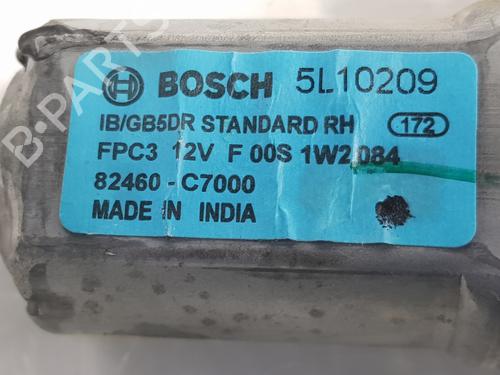 BOSCH 5L10209
IB/GB5DR STANDARD RH 172
FPC3 12V F 00S 1W2 084
82460-C7000
MADE IN INDIA
B-PARTS